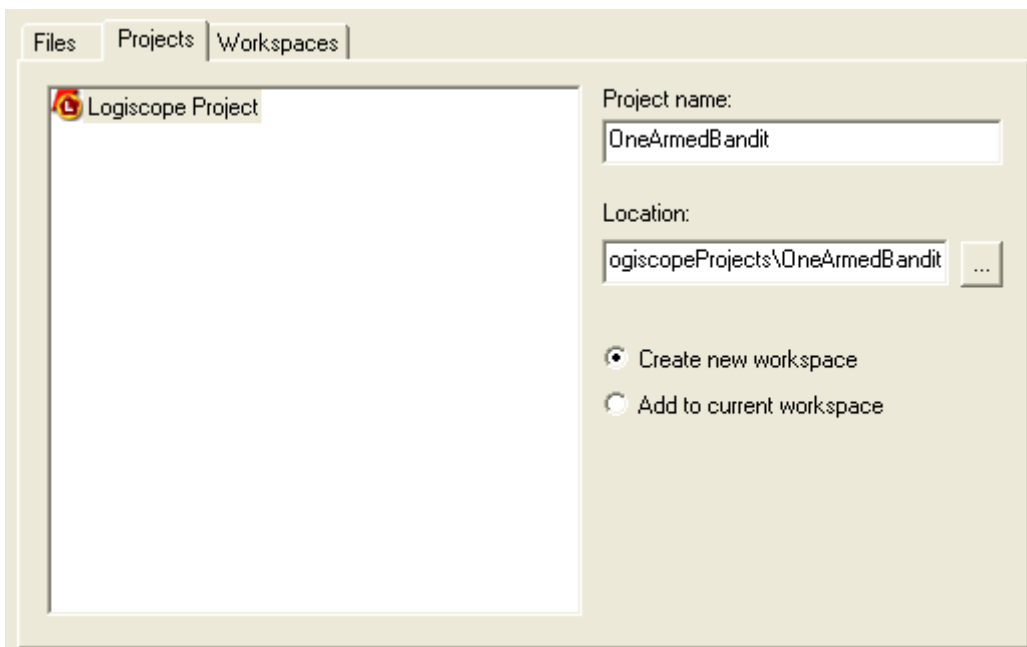 Files Projects Workspaces
Logiscope Project
Project name:
OneArmedBandit
Location:
ogiscopeProjects\OneArmedBandit ...
Create new workspace
Add to current workspace